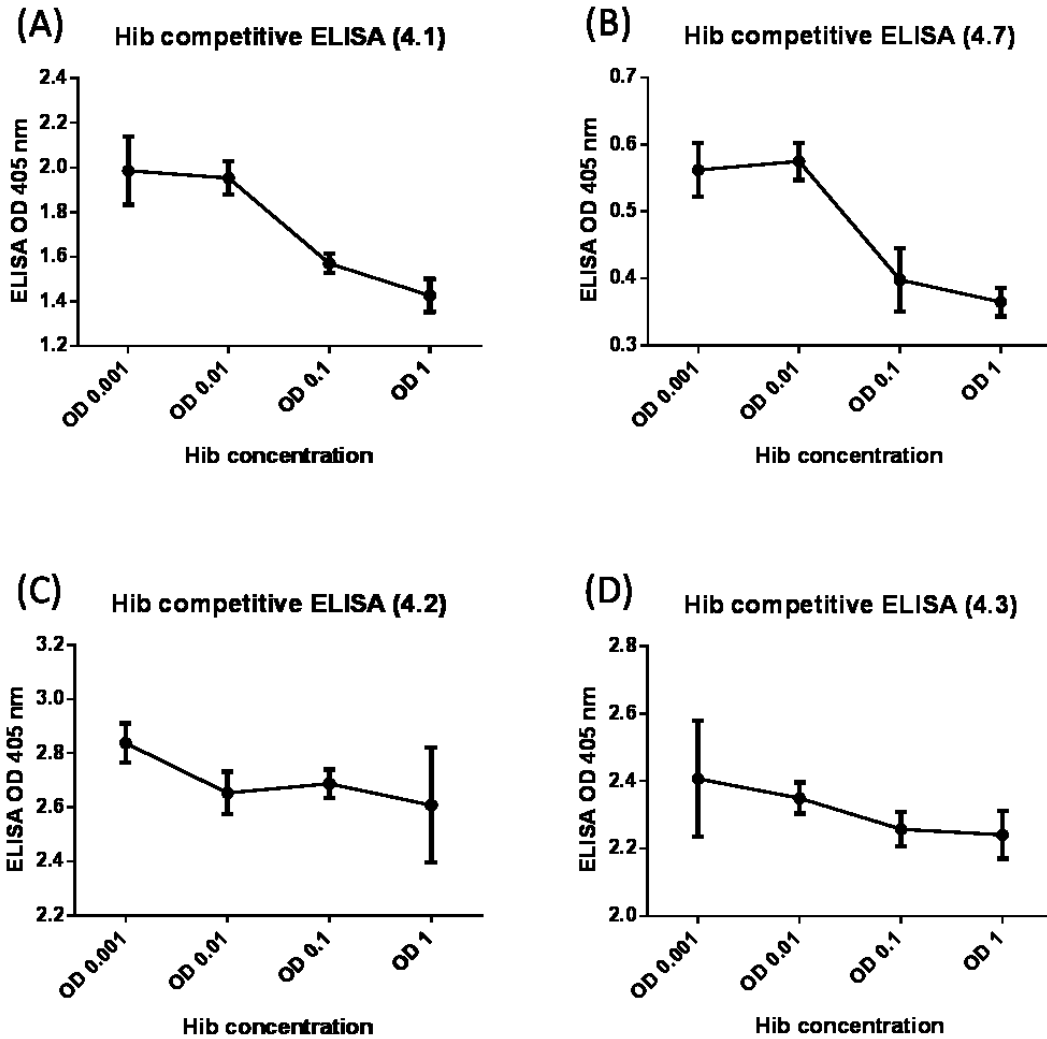 (A)
Hib competitive ELISA (4.1)
ELISA OD 405 nm
2.4
2.2
2.0
1.8
1.6
1.4
1.2
OD 0.001
OD 0.01
OD 0.1
OD 1
Hib concentration
(B)
Hib competitive ELISA (4.7)
ELISA OD 405 nm
0.7
0.6
0.5
0.4
0.3
OD 0.001
OD 0.01
OD 0.1
OD 1
Hib concentration
(C)
Hib competitive ELISA (4.2)
ELISA OD 405 nm
3.2
3.0
2.8
2.6
2.4
2.2
OD 0.001
OD 0.01
OD 0.1
OD 1
Hib concentration
(D)
Hib competitive ELISA (4.3)
ELISA OD 405 nm
2.8
2.6
2.4
2.2
2.0
OD 0.001
OD 0.01
OD 0.1
OD 1
Hib concentration